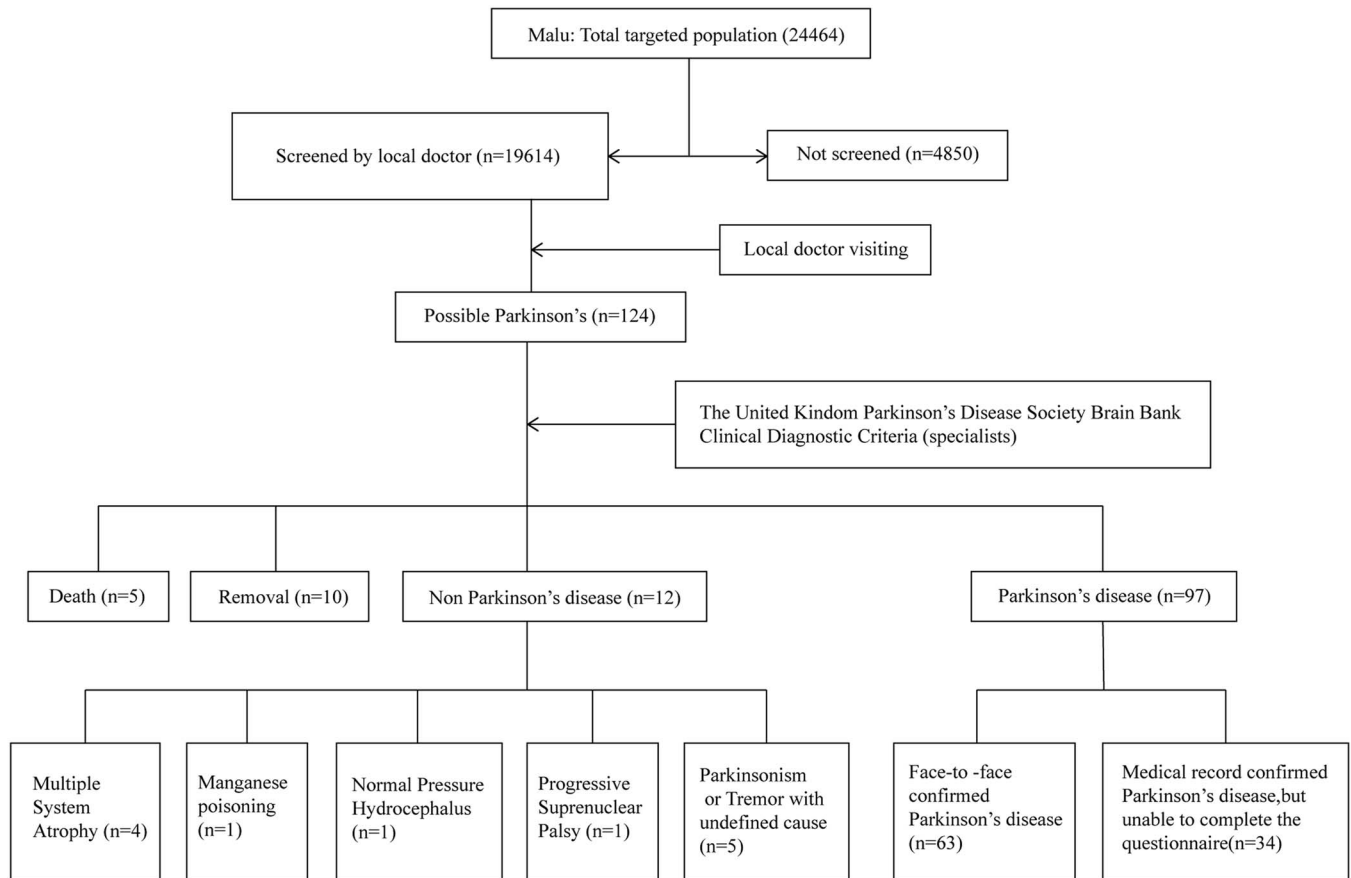 Malu: Total targeted population (24464)
Screened by local doctor (n=19614)
Not screened (n=4850)
Local doctor visiting
Possible Parkinson’s (n=124)
The United Kindom Parkinson’s Disease Society Brain Bank
Clinical Diagnostic Criteria (specialists)
Death (n=5)
Removal (n=10)
Non Parkinson’s disease (n=12)
Parkinson’s disease (n=97)
Multiple
System
Atrophy (n=4)
Manganese
poisoning
(n=1)
Normal Pressure
Hydrocephalus
(n=1)
Progressive
Suprenuclear
Palsy (n=1)
Parkinsonism
or Tremor with
undefined cause
(n=5)
Face-to -face
confirmed
Parkinson’s disease
(n=63)
Medical record confirmed
Parkinson’s disease,but
unable to complete the
questionnaire(n=34)